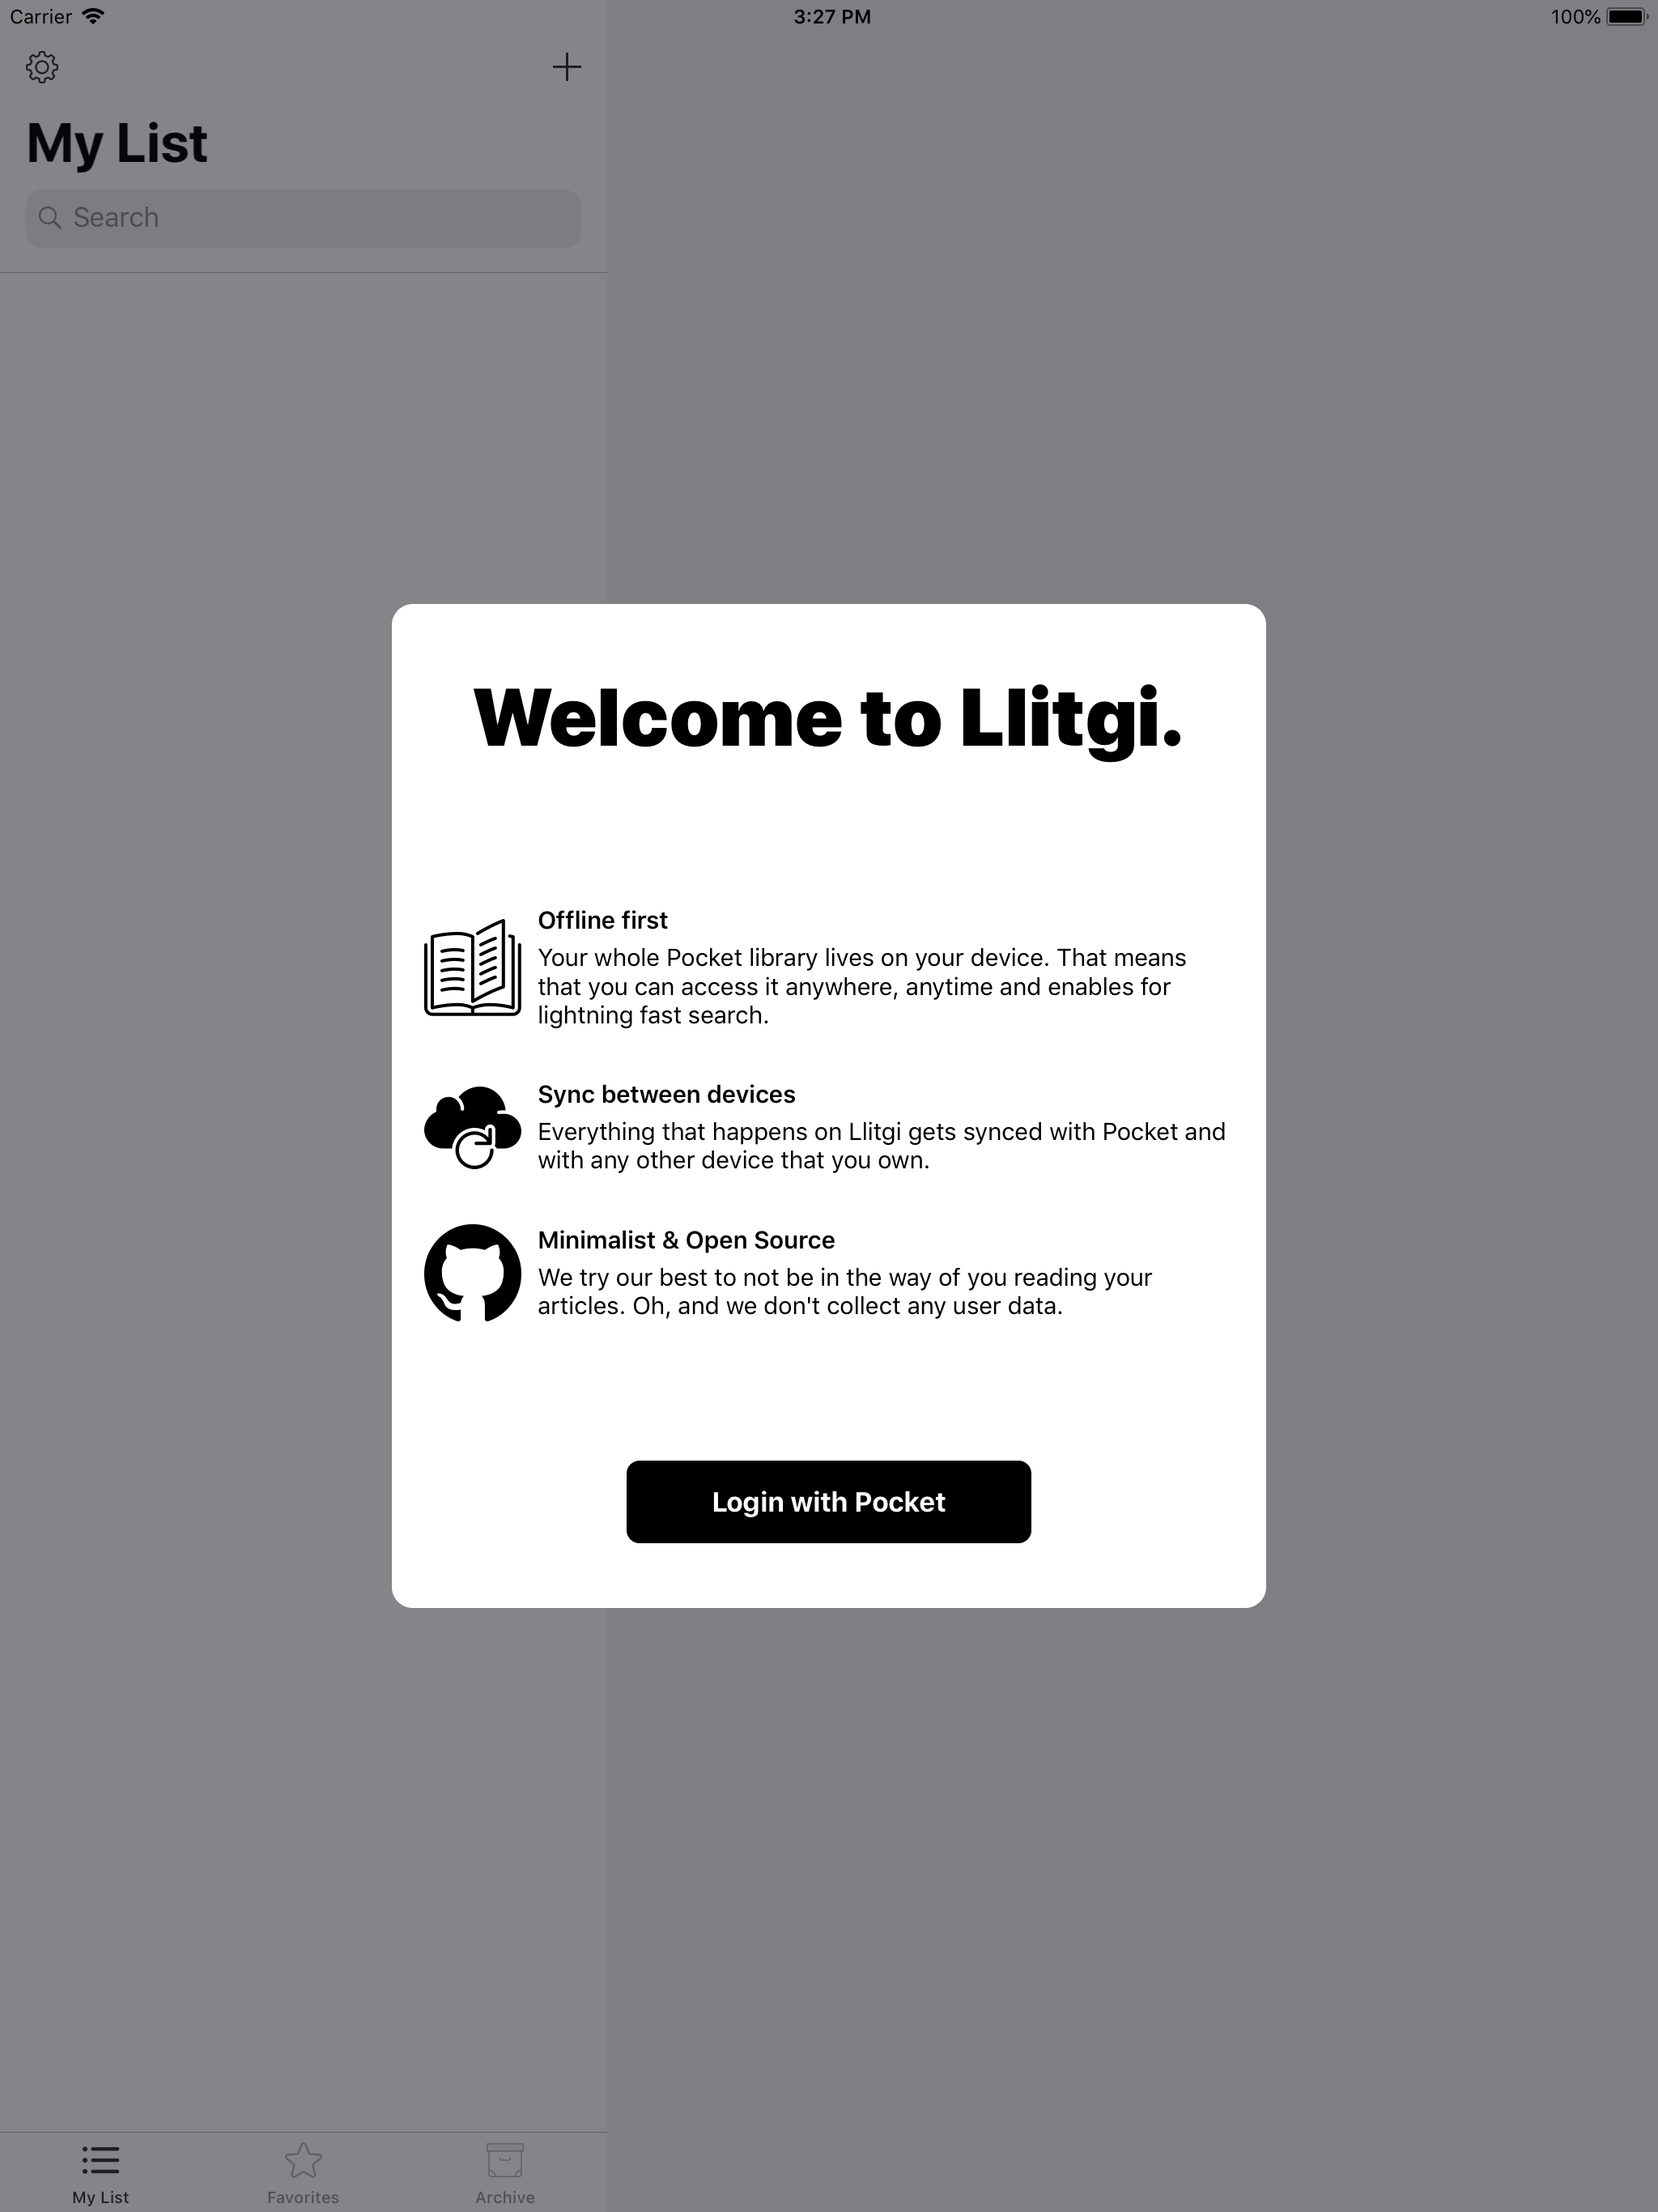 Carrier 3:27 PM 100%
My List
Search
Welcome to Llitgi.
Offline first
Your whole Pocket library lives on your device. That means
that you can access it anywhere, anytime and enables for
lightning fast search.
Sync between devices
Everything that happens on Llitgi gets synced with Pocket and
with any other device that you own.
Minimalist & Open Source
We try our best to not be in the way of you reading your
articles. Oh, and we don't collect any user data.
Login with Pocket
My List Favorites Archive